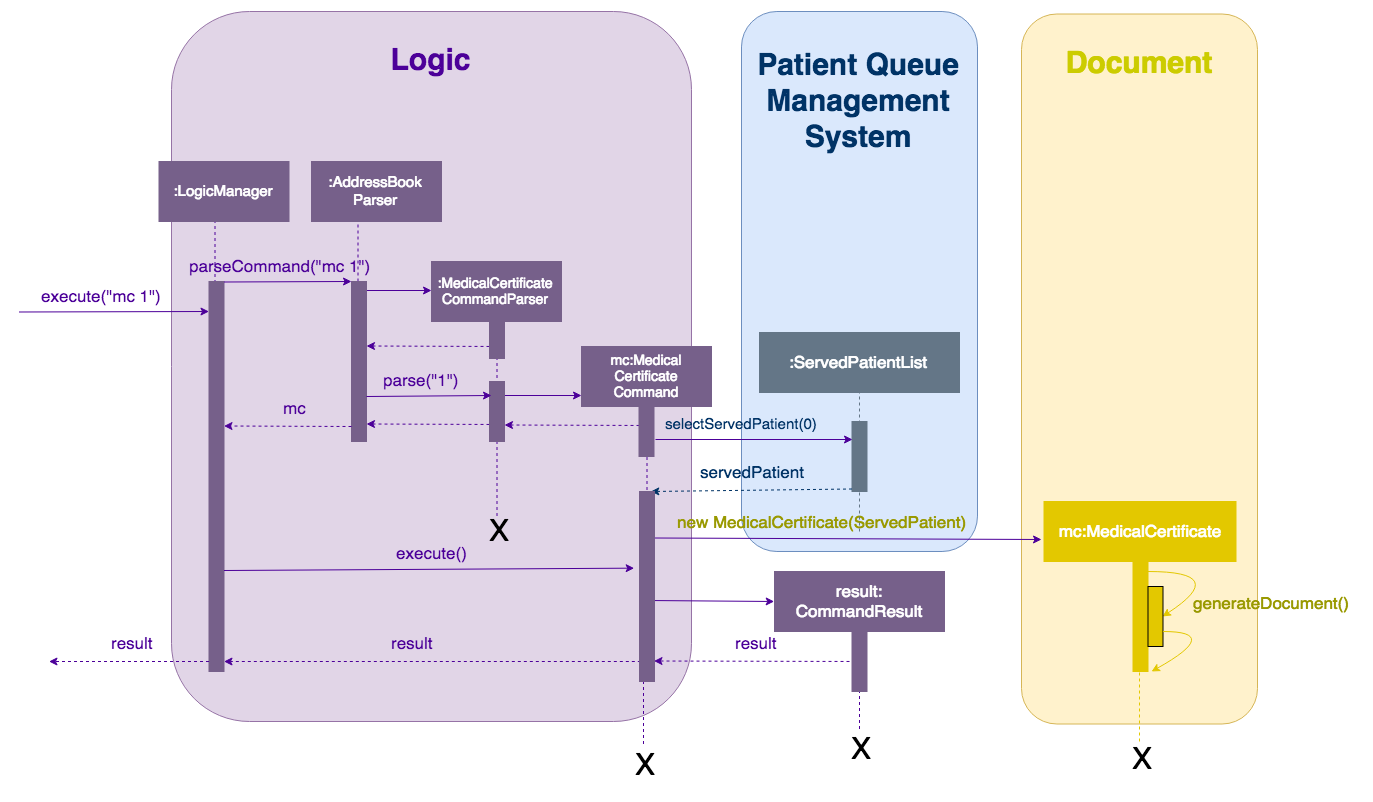 Logic
Patient Queue
Management
System
Document
:LogicManager
:AddressBook
Parser
parseCommand("mc 1")
execute("mc 1")
:MedicalCertificate
CommandParser
mc:Medical
Certificate
Command
:ServedPatientList
parse("1")
mc
selectServedPatient(0)
servedPatient
new MedicalCertificate(ServedPatient)
mc:MedicalCertificate
X
execute()
result:
CommandResult
generateDocument()
result
result
result
X
X
X